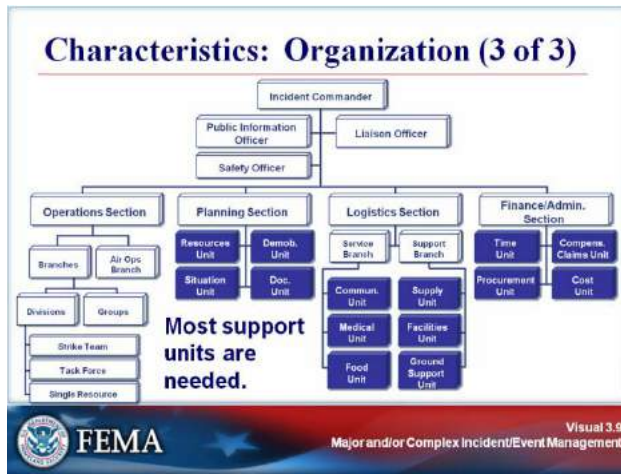 Characteristics: Organization (3 of 3)
Incident Commander
Public Information
Officer
Liaison Officer
Safety Officer
Operations Section
Planning Section
Logistics Section
Finance/Admin.
Section
Branches
Air Ops
Branch
Resources
Unit
Demob.
Unit
Service
Branch
Support
Branch
Time
Unit
Compens.
Claims Unit
Situation
Unit
Doc.
Unit
Procurement
Unit
Cost
Unit
Divisions
Groups
Commun.
Unit
Supply
Unit
Strike Team
Task Force
Single Resource
Most support
units are
needed.
Medical
Unit
Facilities
Unit
Food
Unit
Ground
Support
Unit
FEMA
Visual 3.9
Major and/or Complex Incident/Event Management